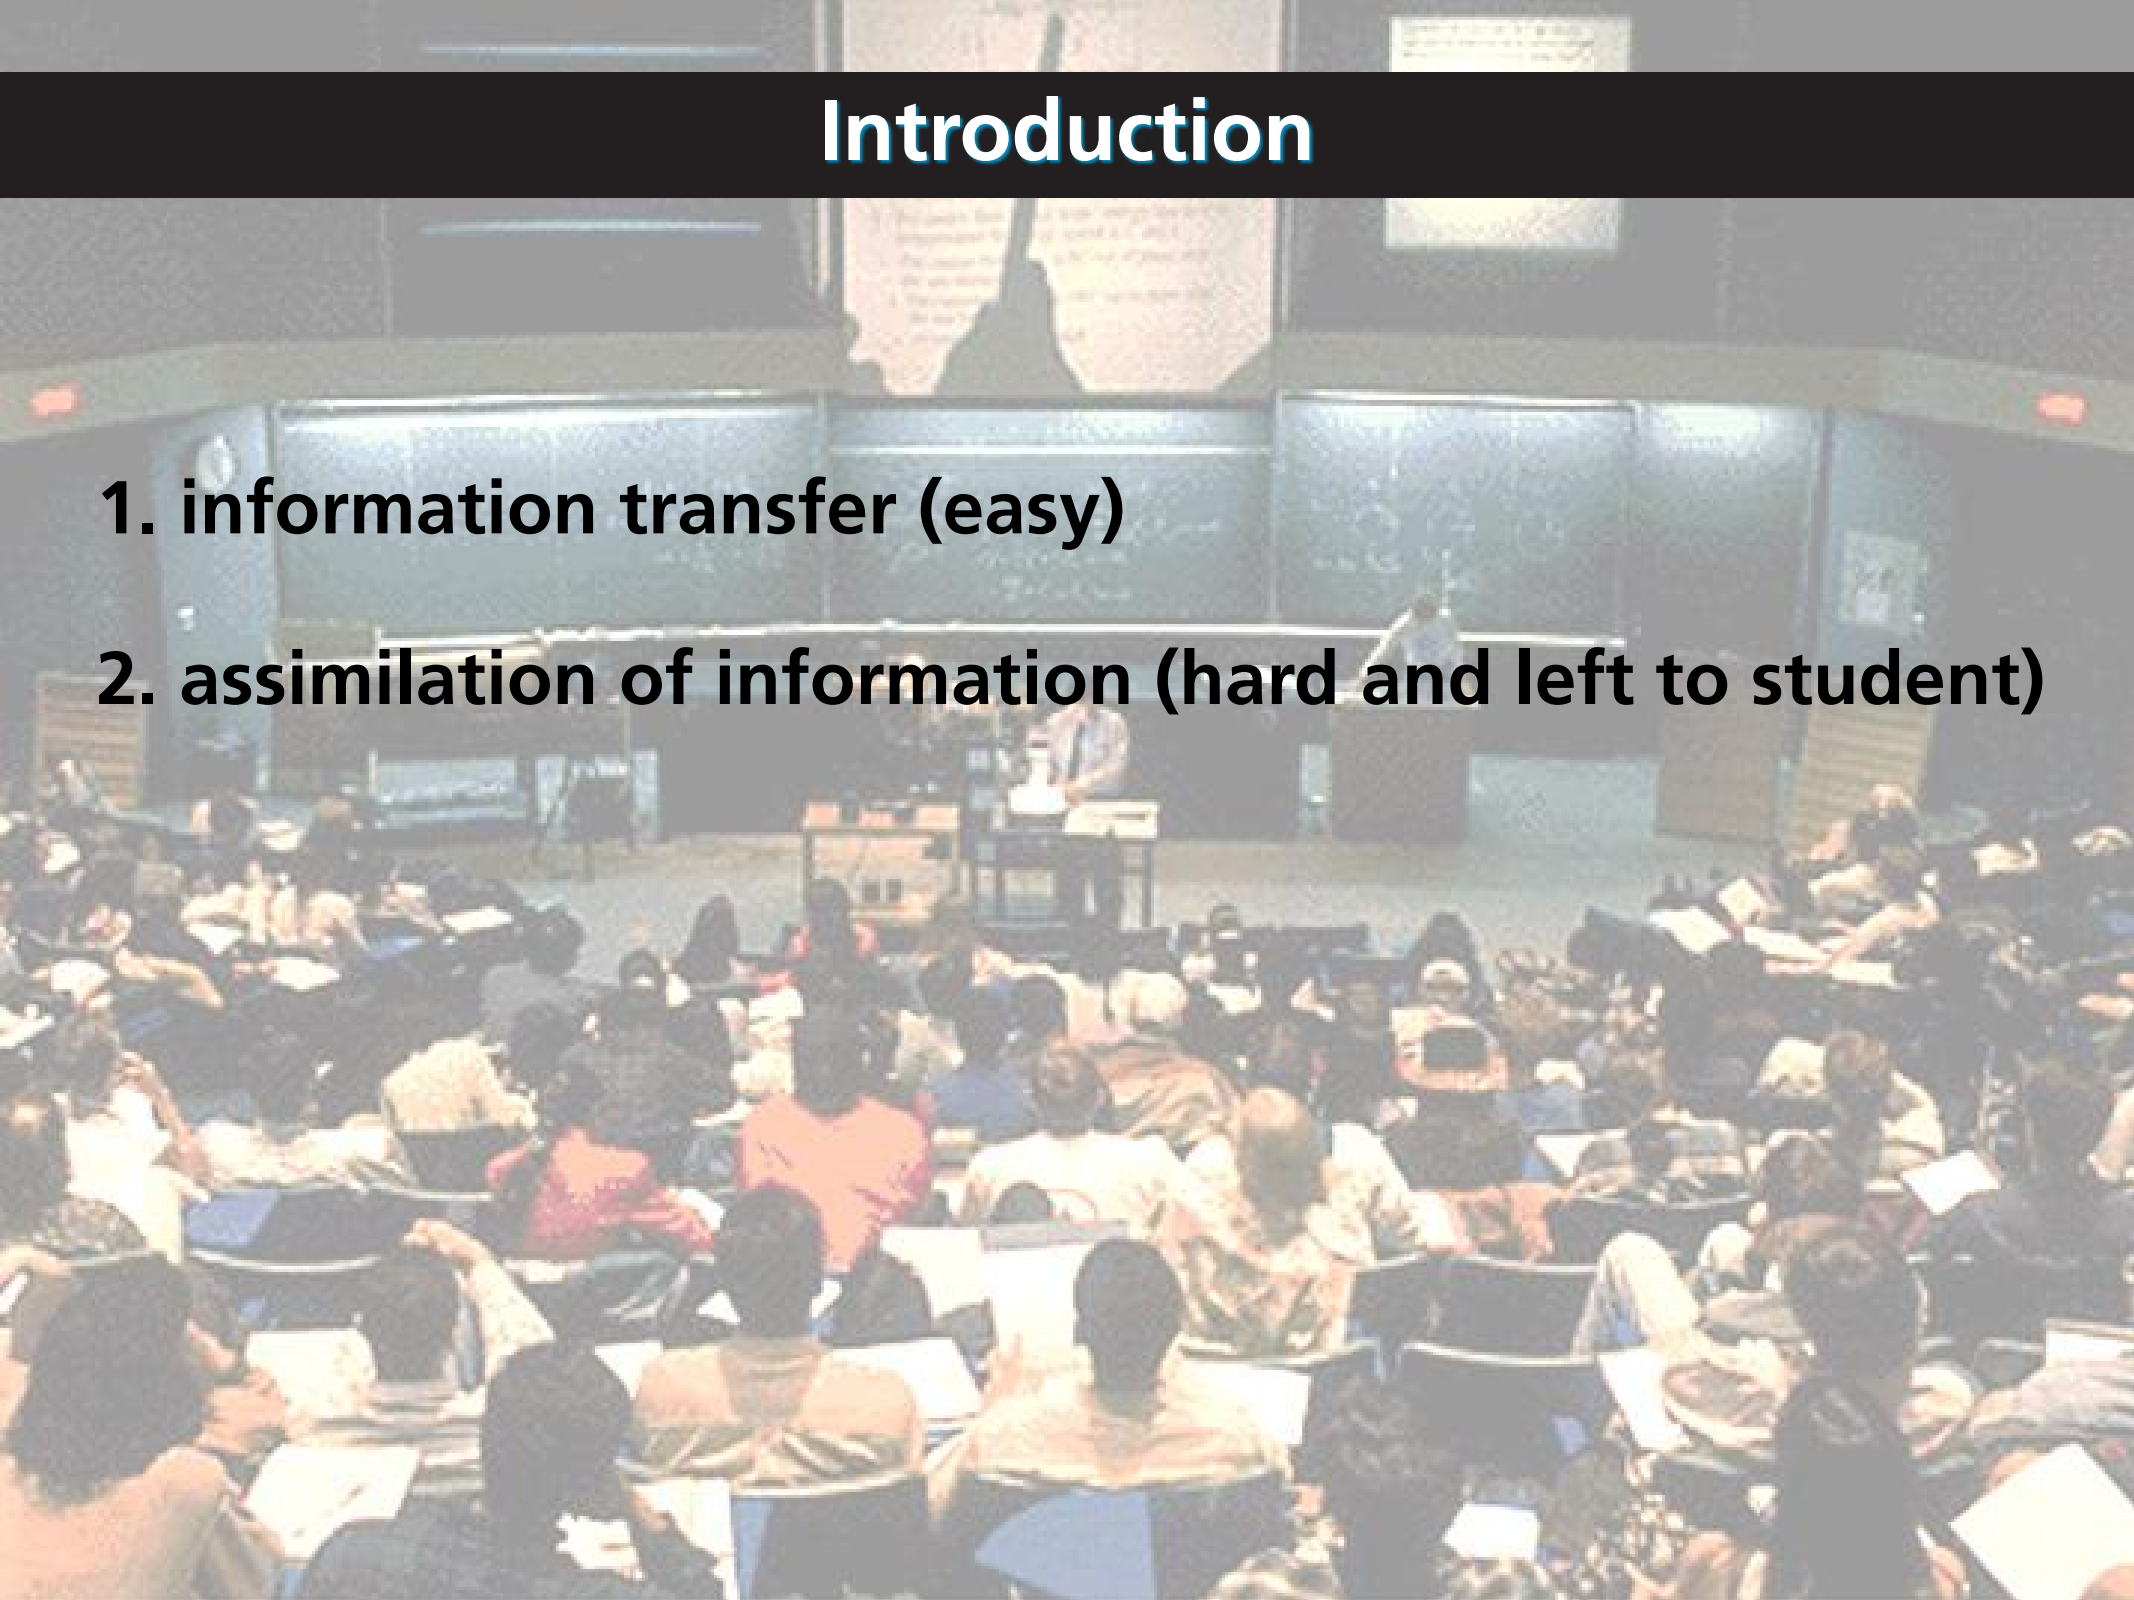 Introduction
1. information transfer (easy)
2. assimilation of information (hard and left to student)